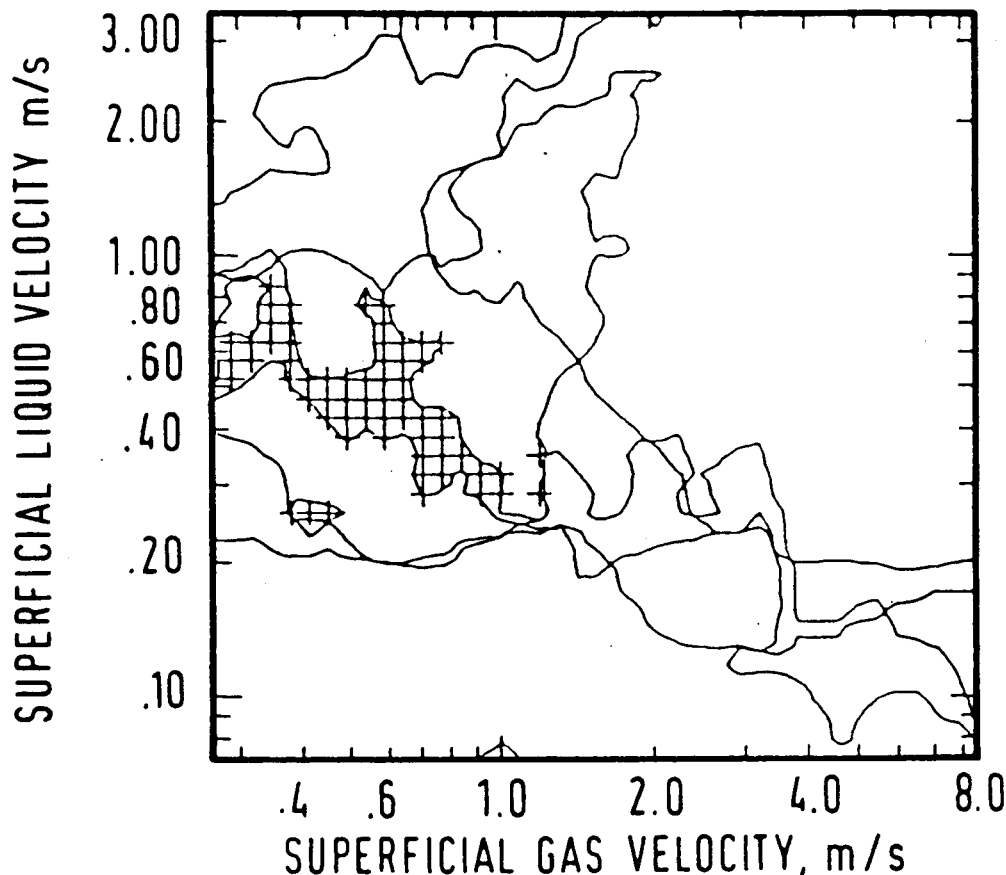 SUPERFICIAL LIQUID VELOCITY m/s
3.00
2.00
1.00
.80
.60
.40
.20
.10
.4 .6 1.0 2.0 4.0 8.0
SUPERFICIAL GAS VELOCITY, m/s